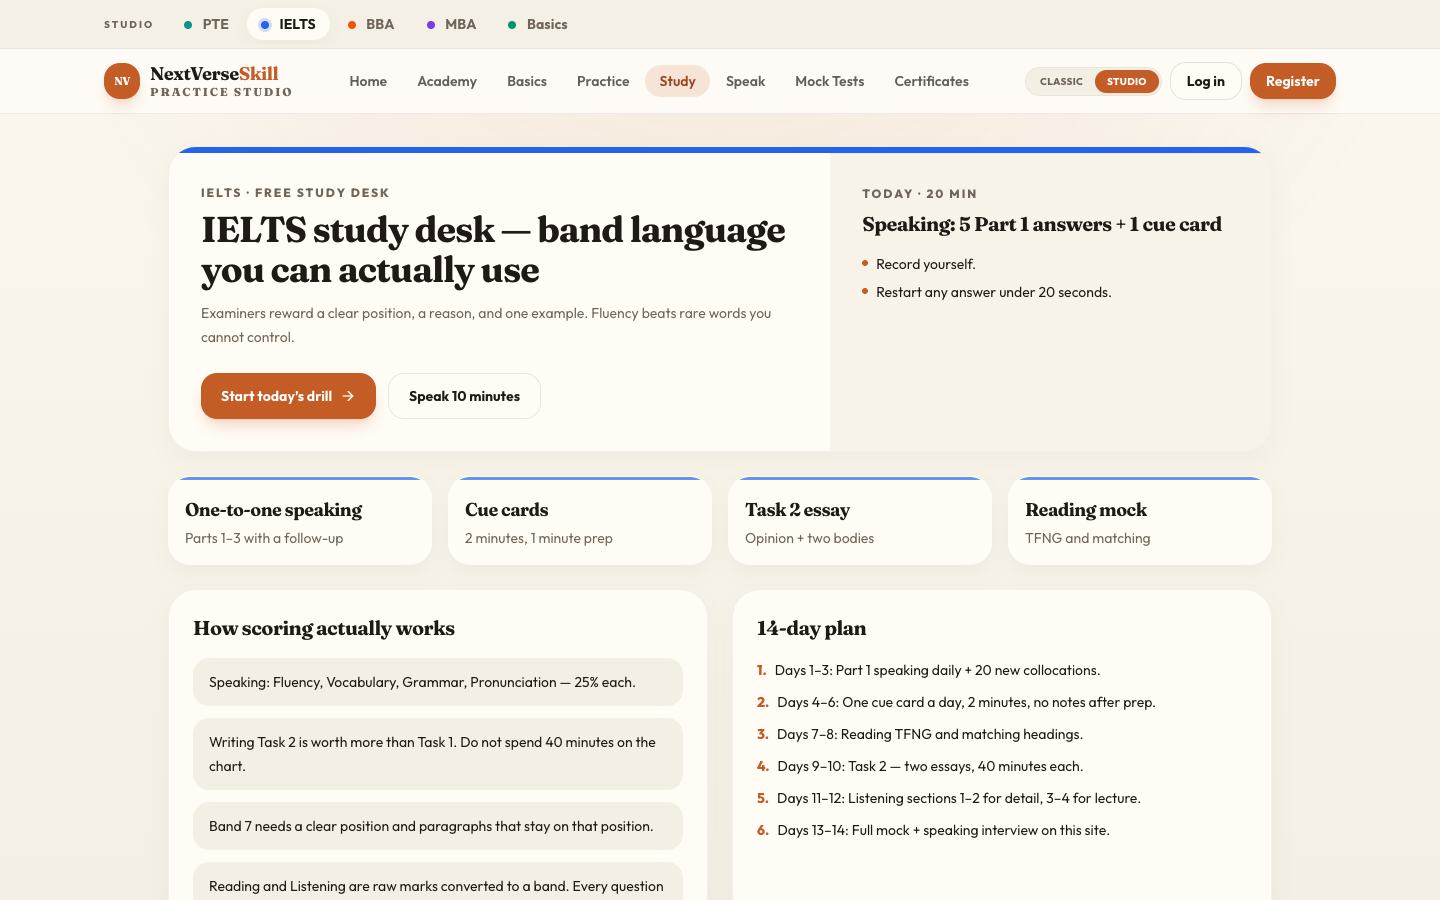 STUDIO
PTE
IELTS
BBA
MBA
Basics
NV
NextVerseSkill
PRACTICE STUDIO
Home
Academy
Basics
Practice
Study
Speak
Mock Tests
Certificates
CLASSIC
STUDIO
Log in
Register
IELTS · FREE STUDY DESK
IELTS study desk — band language
you can actually use
Examiners reward a clear position, a reason, and one example. Fluency beats rare words you
cannot control.
Start today's drill →
Speak 10 minutes
TODAY · 20 MIN
Speaking: 5 Part 1 answers + 1 cue card
Record yourself.
Restart any answer under 20 seconds.
One-to-one speaking
Parts 1–3 with a follow-up
Cue cards
2 minutes, 1 minute prep
Task 2 essay
Opinion + two bodies
Reading mock
TFNG and matching
How scoring actually works
Speaking: Fluency, Vocabulary, Grammar, Pronunciation — 25% each.
Writing Task 2 is worth more than Task 1. Do not spend 40 minutes on the
chart.
Band 7 needs a clear position and paragraphs that stay on that position.
Reading and Listening are raw marks converted to a band. Every question
14-day plan
1. Days 1–3: Part 1 speaking daily + 20 new collocations.
2. Days 4–6: One cue card a day, 2 minutes, no notes after prep.
3. Days 7–8: Reading TFNG and matching headings.
4. Days 9–10: Task 2 — two essays, 40 minutes each.
5. Days 11–12: Listening sections 1–2 for detail, 3–4 for lecture.
6. Days 13–14: Full mock + speaking interview on this site.